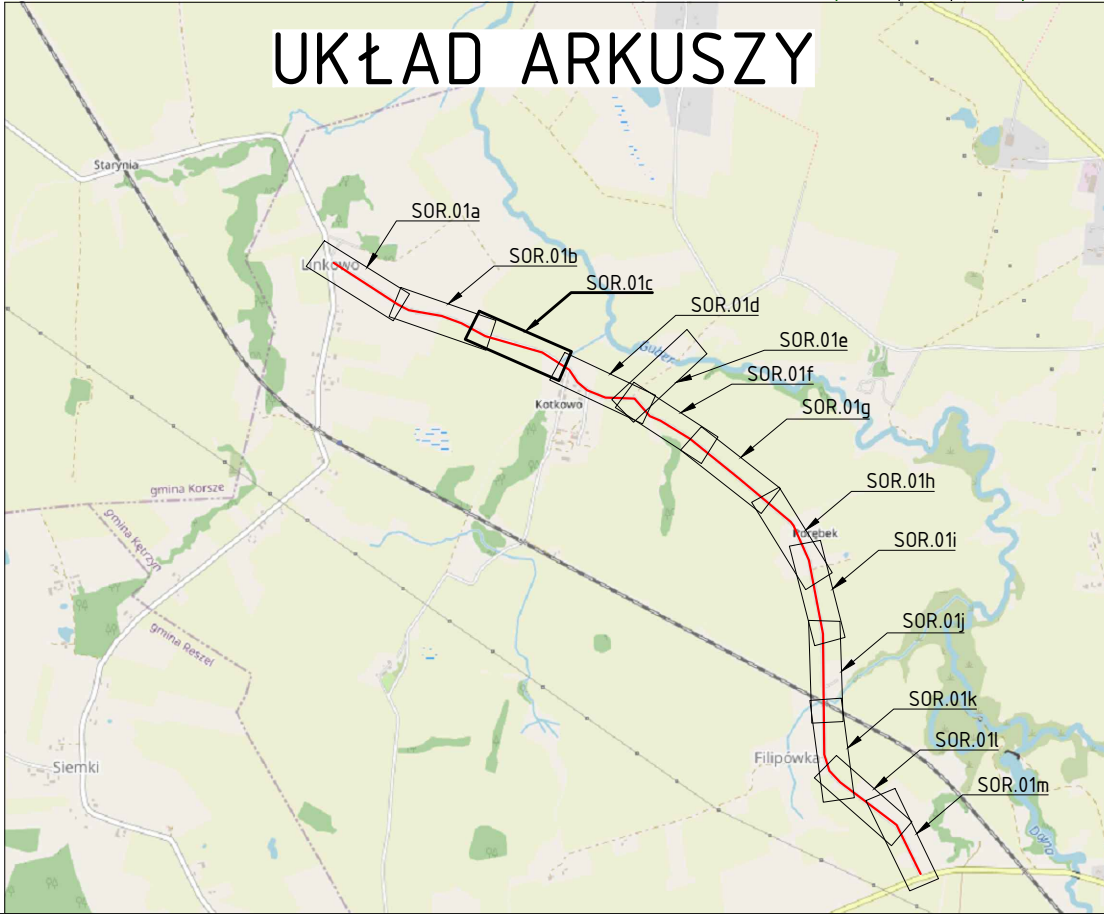 UKŁAD ARKUSZY
Starynia
SOR.01a
SOR.01b
Linkowo
SOR.01c
SOR.01d
Guber
SOR.01e
SOR.01f
Kotkowo
SOR.01g
gmina Korsze
SOR.01h
gmina Kętrzyn
Porębek
SOR.01i
gmina Reszel
SOR.01j
SOR.01k
SOR.01l
Filipówka
Siemki
SOR.01m
Dajna